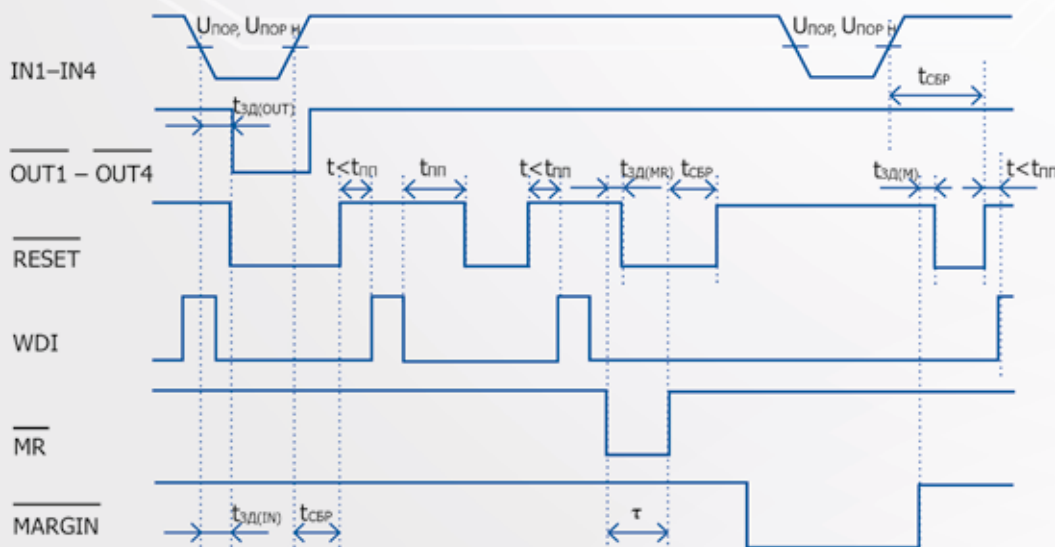 Uпор, Uпор н Uпор, Uпор н
IN1–IN4
tсбр
tзд(OUT)
OUT1 – OUT4
t<tпп tпп t<tпп tзд(MR) tсбр tзд(M) t<tпп
RESET
WDI
MR
MARGIN
tзд(IN) tсбр τ